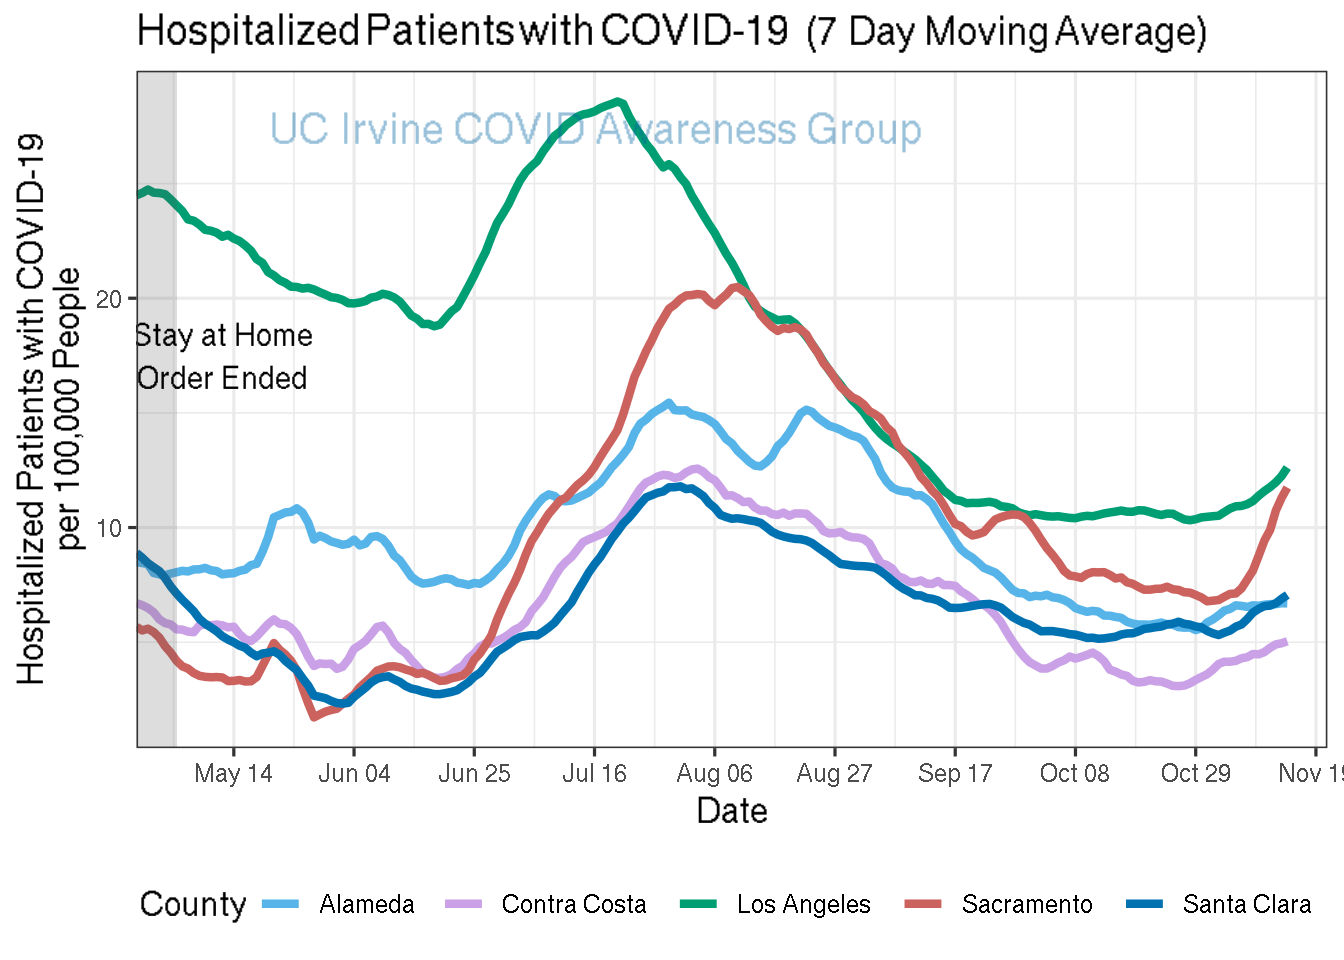 Hospitalized Patients with COVID-19 (7 Day Moving Average)
UC Irvine COVID Awareness Group
Hospitalized Patients with COVID-19
per 100,000 People
20
10
Stay at Home
Order Ended
May 14 Jun 04 Jun 25 Jul 16 Aug 06 Aug 27 Sep 17 Oct 08 Oct 29 Nov 19
Date
County Alameda Contra Costa Los Angeles Sacramento Santa Clara